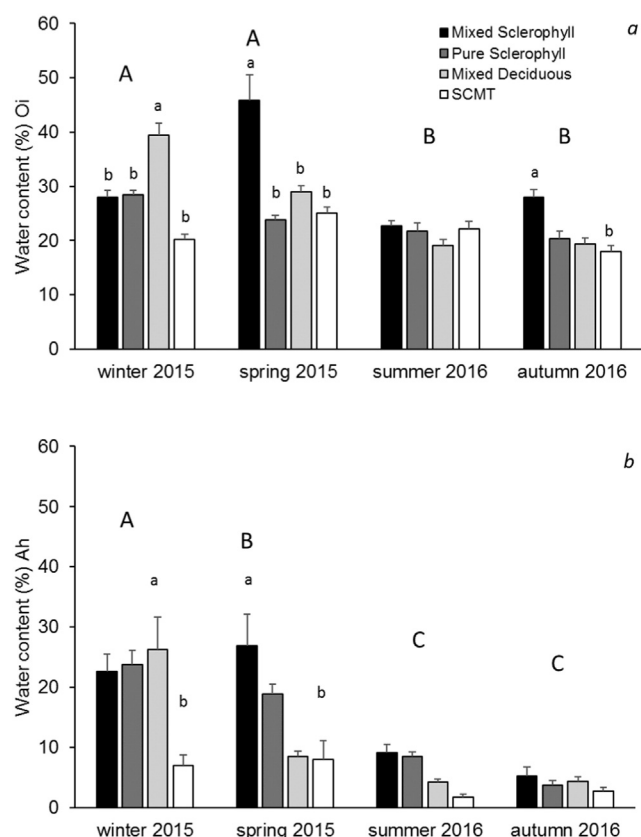 a
Mixed Sclerophyll
Pure Sclerophyll
Mixed Deciduous
SCMT
Water content (%) Oi
60
50
40
30
20
10
0
A
A
B
B
b b a b
a b b b
a b
winter 2015 spring 2015 summer 2016 autumn 2016
b
Water content (%) Ah
60
50
40
30
20
10
0
A
B
C
C
a b
a b
winter 2015 spring 2015 summer 2016 autumn 2016